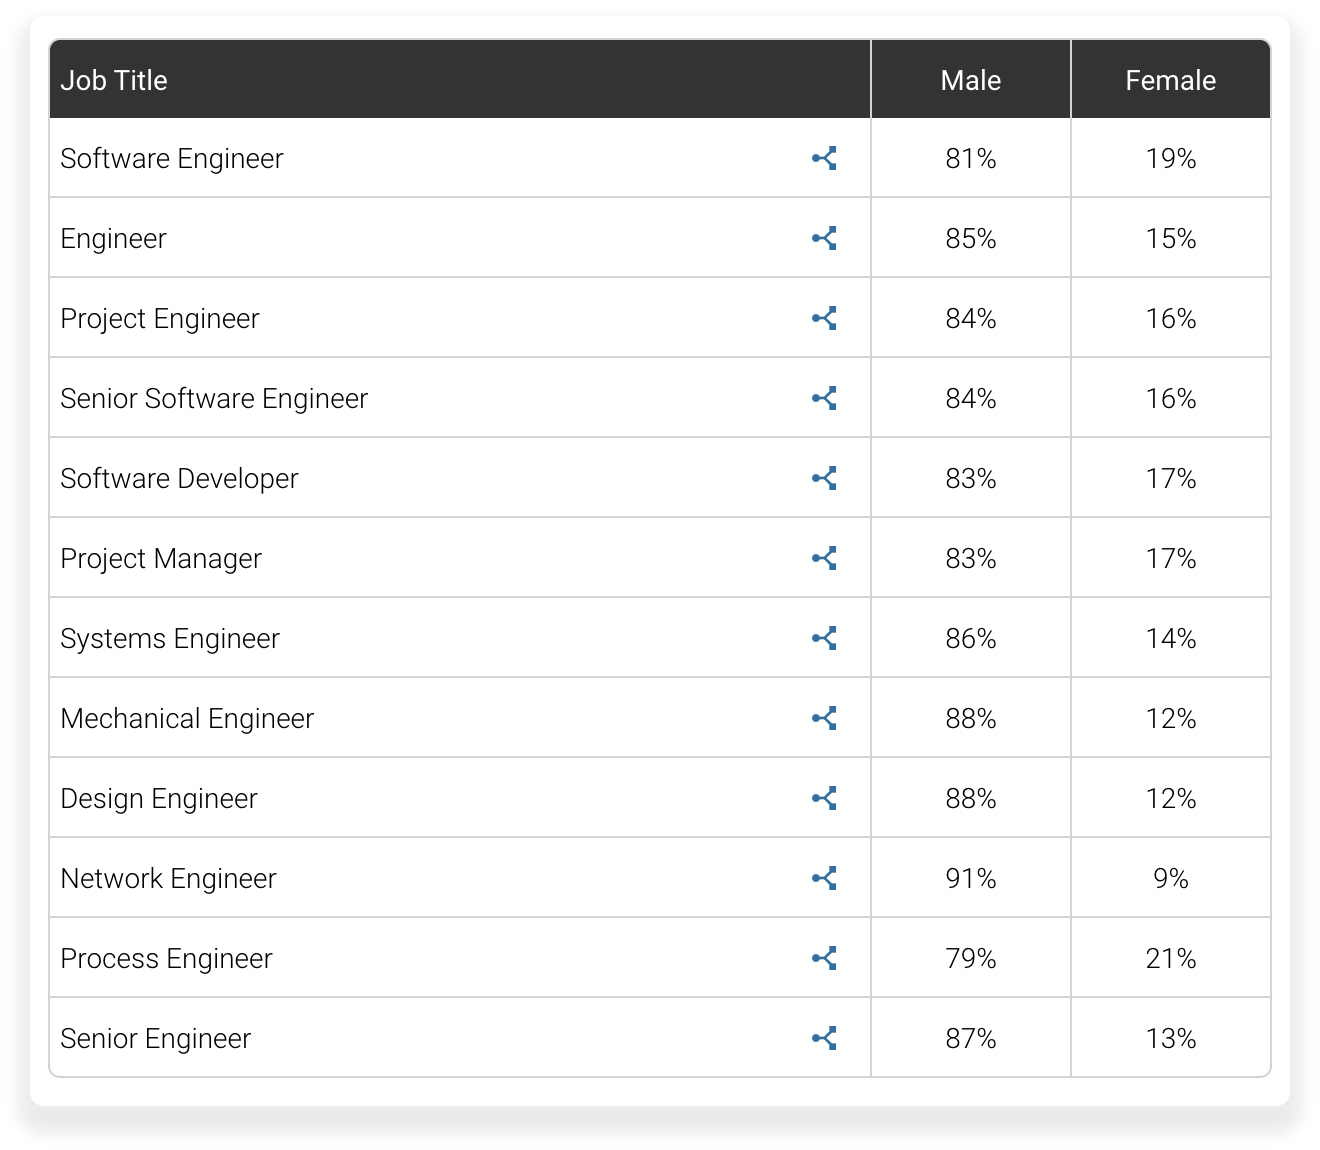 Job Title Male Female
Software Engineer 81% 19%
Engineer 85% 15%
Project Engineer 84% 16%
Senior Software Engineer 84% 16%
Software Developer 83% 17%
Project Manager 83% 17%
Systems Engineer 86% 14%
Mechanical Engineer 88% 12%
Design Engineer 88% 12%
Network Engineer 91% 9%
Process Engineer 79% 21%
Senior Engineer 87% 13%